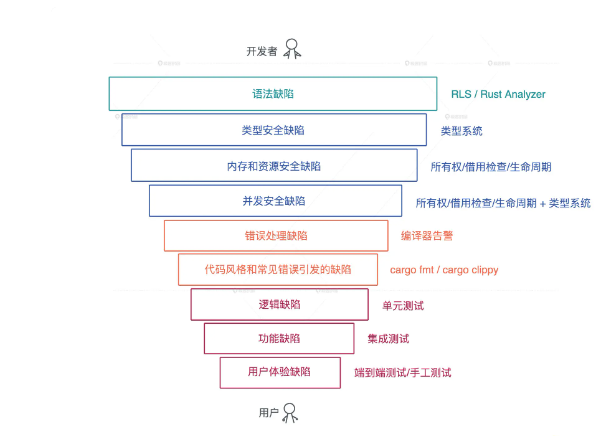 开发者
语法缺陷 RLS / Rust Analyzer
类型安全缺陷 类型系统
内存和资源安全缺陷 所有权/借用检查/生命周期
并发安全缺陷 所有权/借用检查/生命周期 + 类型系统
错误处理缺陷 编译器告警
代码风格和常见错误引发的缺陷 cargo fmt / cargo clippy
逻辑缺陷 单元测试
功能缺陷 集成测试
用户体验缺陷 端到端测试/手工测试
用户